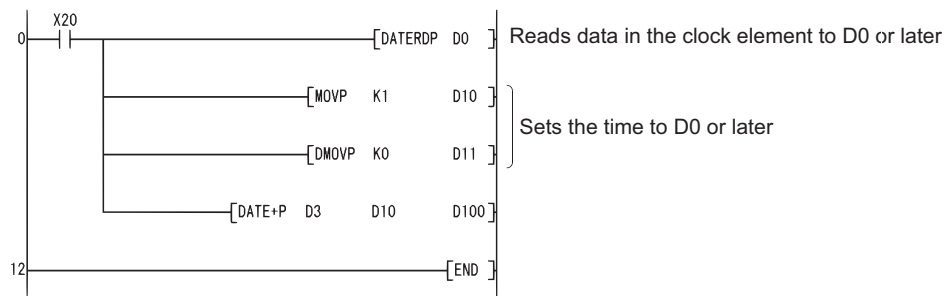 X20
0 [DATERDP D0 ] Reads data in the clock element to D0 or later
[MOVP K1 D10 ]
Sets the time to D0 or later
[DMOVP K0 D11 ]
[DATE+P D3 D10 D100]
12 [END ]